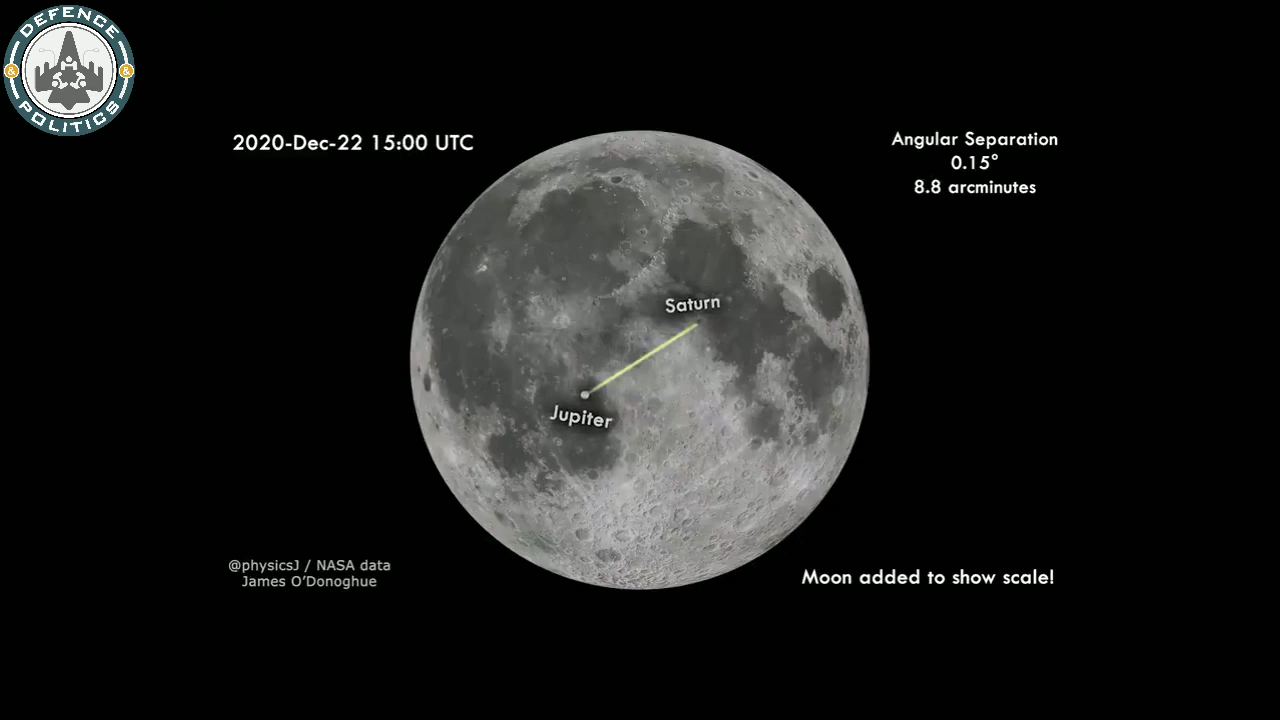 DEFENCE
& &
POLITICS
2020-Dec-22 15:00 UTC
Angular Separation
0.15°
8.8 arcminutes
Saturn
Jupiter
@physicsJ / NASA data
James O'Donoghue
Moon added to show scale!